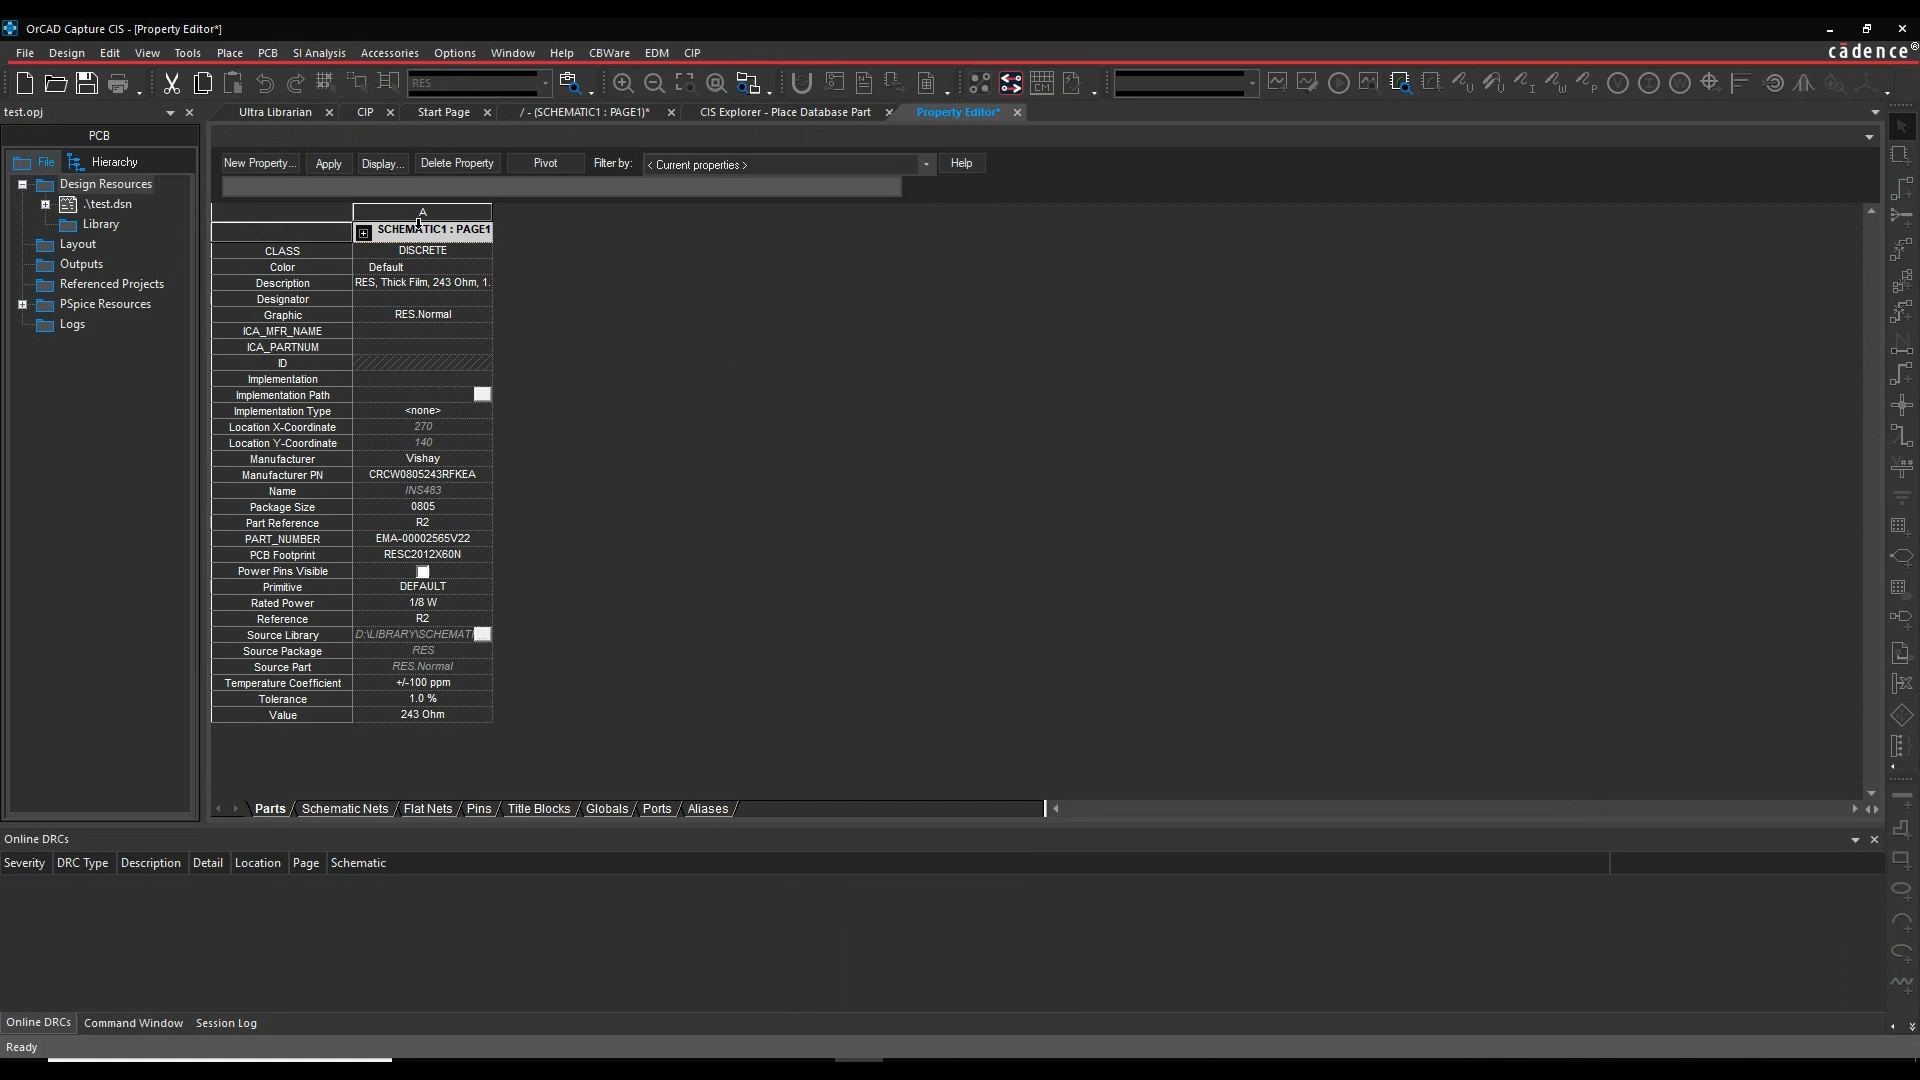 OrCAD Capture CIS - [Property Editor*]
File Design Edit View Tools Place PCB SI Analysis Accessories Options Window Help CBWare EDM CIP
cādence®
RES
test.opj
Ultra Librarian CIP Start Page / - (SCHEMATIC1 : PAGE1)* CIS Explorer - Place Database Part Property Editor*
PCB
File Hierarchy
New Property... Apply Display... Delete Property Pivot Filter by: < Current properties > Help
Design Resources
.\test.dsn
Library
Layout
Outputs
Referenced Projects
PSpice Resources
Logs
A
SCHEMATIC1 : PAGE1
CLASS DISCRETE
Color Default
Description RES, Thick Film, 243 Ohm, 1.
Designator
Graphic RES.Normal
ICA_MFR_NAME
ICA_PARTNUM
ID
Implementation
Implementation Path
Implementation Type <none>
Location X-Coordinate 270
Location Y-Coordinate 140
Manufacturer Vishay
Manufacturer PN CRCW0805243RFKEA
Name INS483
Package Size 0805
Part Reference R2
PART_NUMBER EMA-00002565V22
PCB Footprint RESC2012X60N
Power Pins Visible
Primitive DEFAULT
Rated Power 1/8 W
Reference R2
Source Library D:\LIBRARY\SCHEMATI
Source Package RES
Source Part RES.Normal
Temperature Coefficient +/-100 ppm
Tolerance 1.0 %
Value 243 Ohm
Parts Schematic Nets Flat Nets Pins Title Blocks Globals Ports Aliases
Online DRCs
Severity DRC Type Description Detail Location Page Schematic
Online DRCs Command Window Session Log
Ready